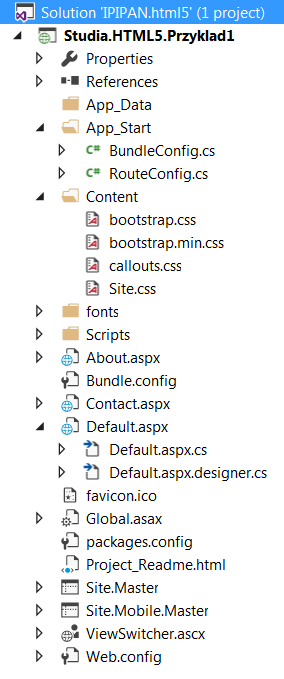 Solution 'IPIPAN.html5' (1 project)
Studia.HTML5.Przyklad1
Properties
References
App_Data
App_Start
C# BundleConfig.cs
C# RouteConfig.cs
Content
bootstrap.css
bootstrap.min.css
callouts.css
Site.css
fonts
Scripts
About.aspx
Bundle.config
Contact.aspx
Default.aspx
Default.aspx.cs
Default.aspx.designer.cs
favicon.ico
Global.asax
packages.config
Project_Readme.html
Site.Master
Site.Mobile.Master
ViewSwitcher.ascx
Web.config